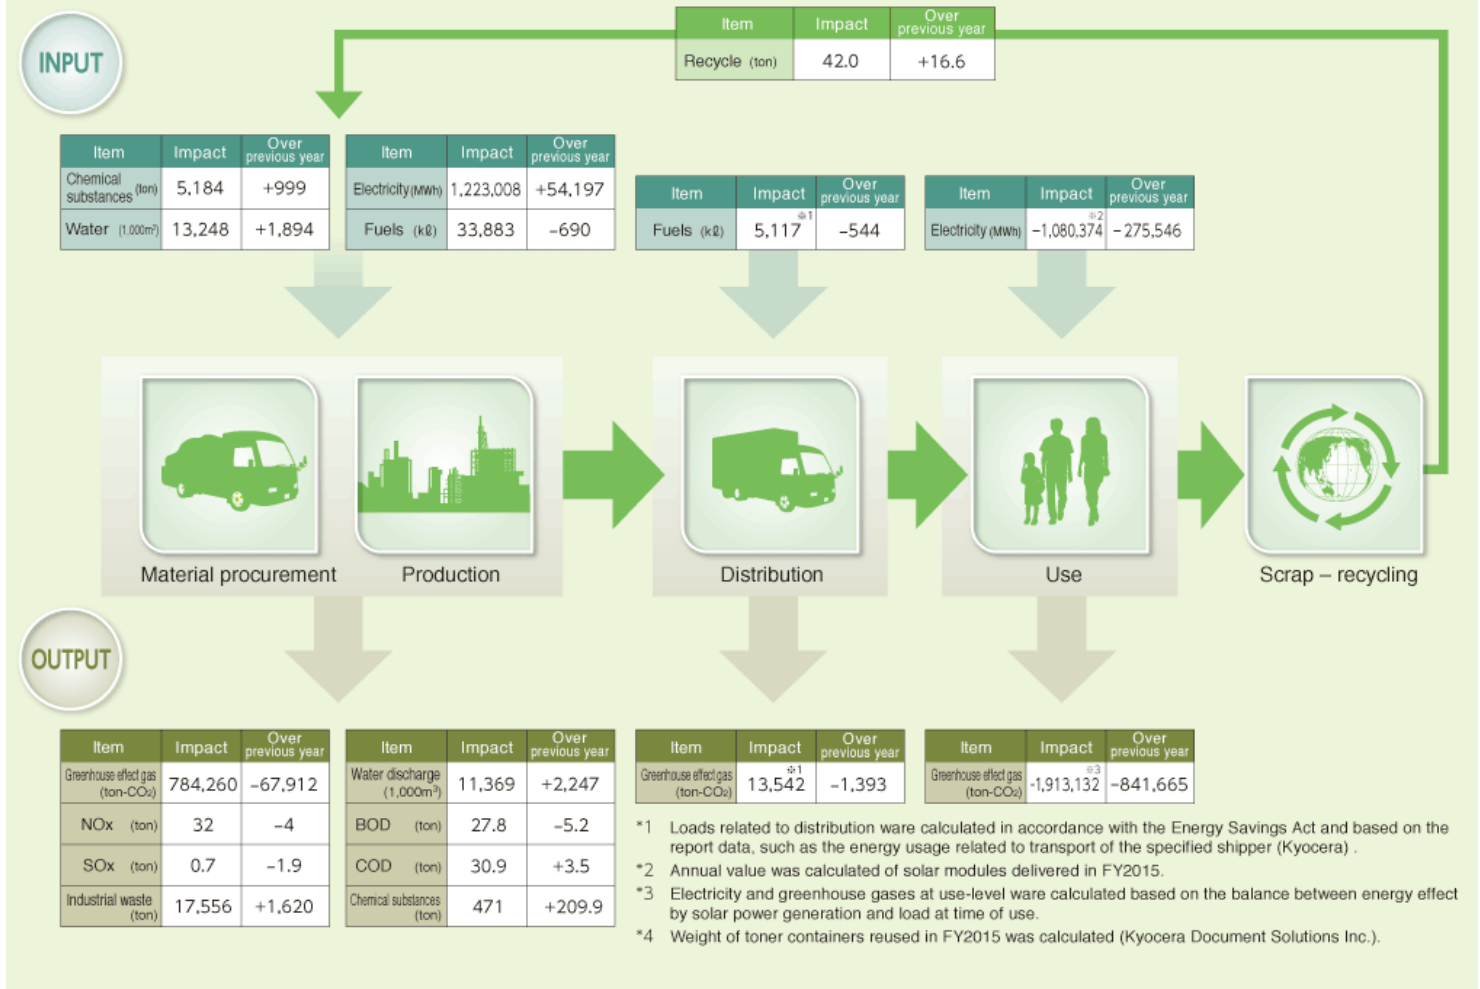 INPUT
Item Impact Over previous year
Recycle (ton) 42.0 +16.6
Item Impact Over previous year
Chemical substances (ton) 5,184 +999
Water (1,000m²) 13,248 +1,894
Item Impact Over previous year
Electricity (MWh) 1,223,008 +54,197
Fuels (kℓ) 33,883 −690
Item Impact Over previous year
Fuels (kℓ) 5,117 ※1 −544
Item Impact Over previous year
Electricity (MWh) −1,080,374 ※2 −275,546
Material procurement
Production
Distribution
Use
Scrap – recycling
OUTPUT
Item Impact Over previous year
Greenhouse effect gas (ton-CO₂) 784,260 −67,912
NOx (ton) 32 −4
SOx (ton) 0.7 −1.9
Industrial waste (ton) 17,556 +1,620
Item Impact Over previous year
Water discharge (1,000m³) 11,369 +2,247
BOD (ton) 27.8 −5.2
COD (ton) 30.9 +3.5
Chemical substances (ton) 471 +209.9
Item Impact Over previous year
Greenhouse effect gas (ton-CO₂) 13,542 ※1 −1,393
Item Impact Over previous year
Greenhouse effect gas (ton-CO₂) -1,913,132 ※3 −841,665
*1 Loads related to distribution ware calculated in accordance with the Energy Savings Act and based on the
report data, such as the energy usage related to transport of the specified shipper (Kyocera) .
*2 Annual value was calculated of solar modules delivered in FY2015.
*3 Electricity and greenhouse gases at use-level ware calculated based on the balance between energy effect
by solar power generation and load at time of use.
*4 Weight of toner containers reused in FY2015 was calculated (Kyocera Document Solutions Inc.).